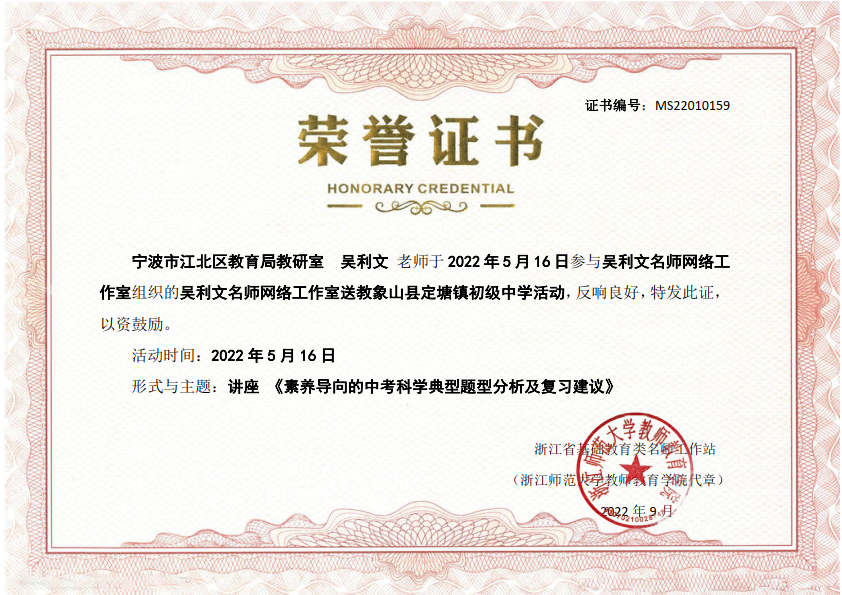 证书编号：MS22010159
荣誉证书
HONORARY CREDENTIAL
宁波市江北区教育局教研室 吴利文 老师于 2022 年 5 月 16 日参与吴利文名师网络工
作室组织的吴利文名师网络工作室送教象山县定塘镇初级中学活动，反响良好，特发此证，
以资鼓励。
活动时间：2022 年 5 月 16 日
形式与主题：讲座 《素养导向的中考科学典型题型分析及复习建议》
浙江省基础教育类名师工作站
（浙江师范大学教师教育学院代章）
2022 年 9 月
浙江师范大学教师教育学院